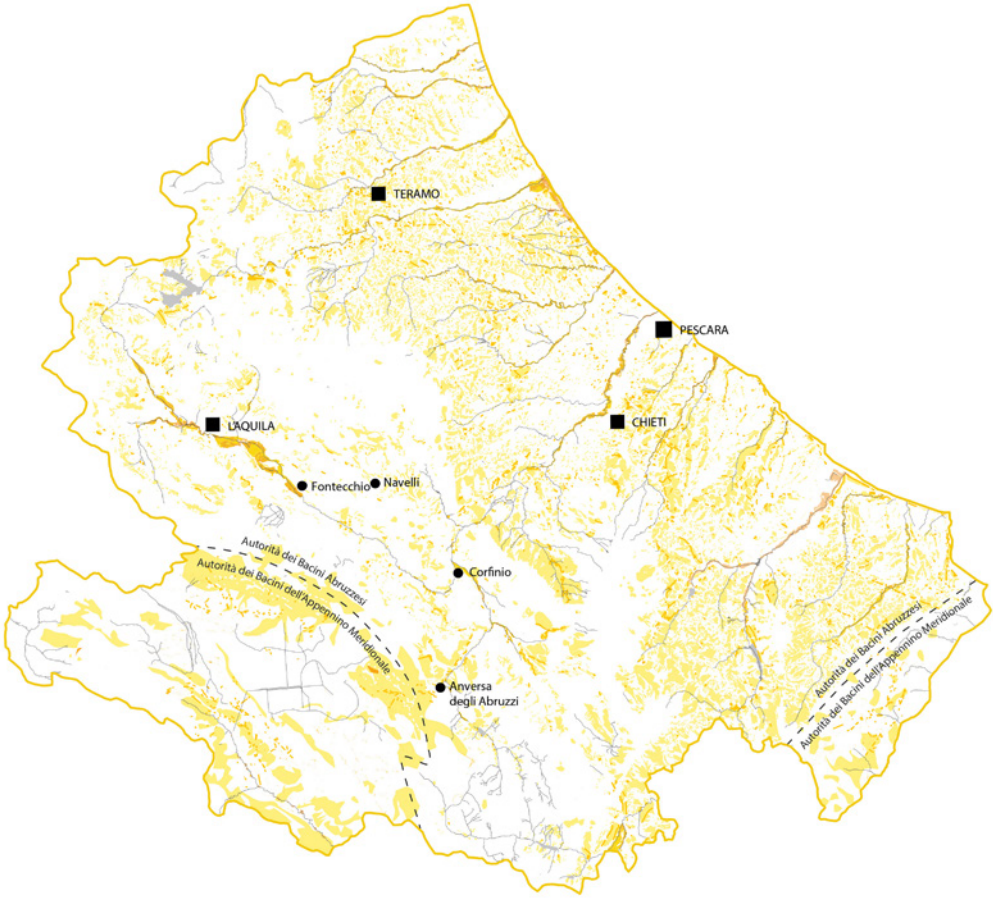 TERAMO
PESCARA
CHIETI
L'AQUILA
Fontecchio
Navelli
Autorità dei Bacini Abruzzesi
Autorità dei Bacini dell'Appennino Meridionale
Corfinio
Autorità dei Bacini Abruzzesi
Autorità dei Bacini dell'Appennino Meridionale
Anversa
degli Abruzzi